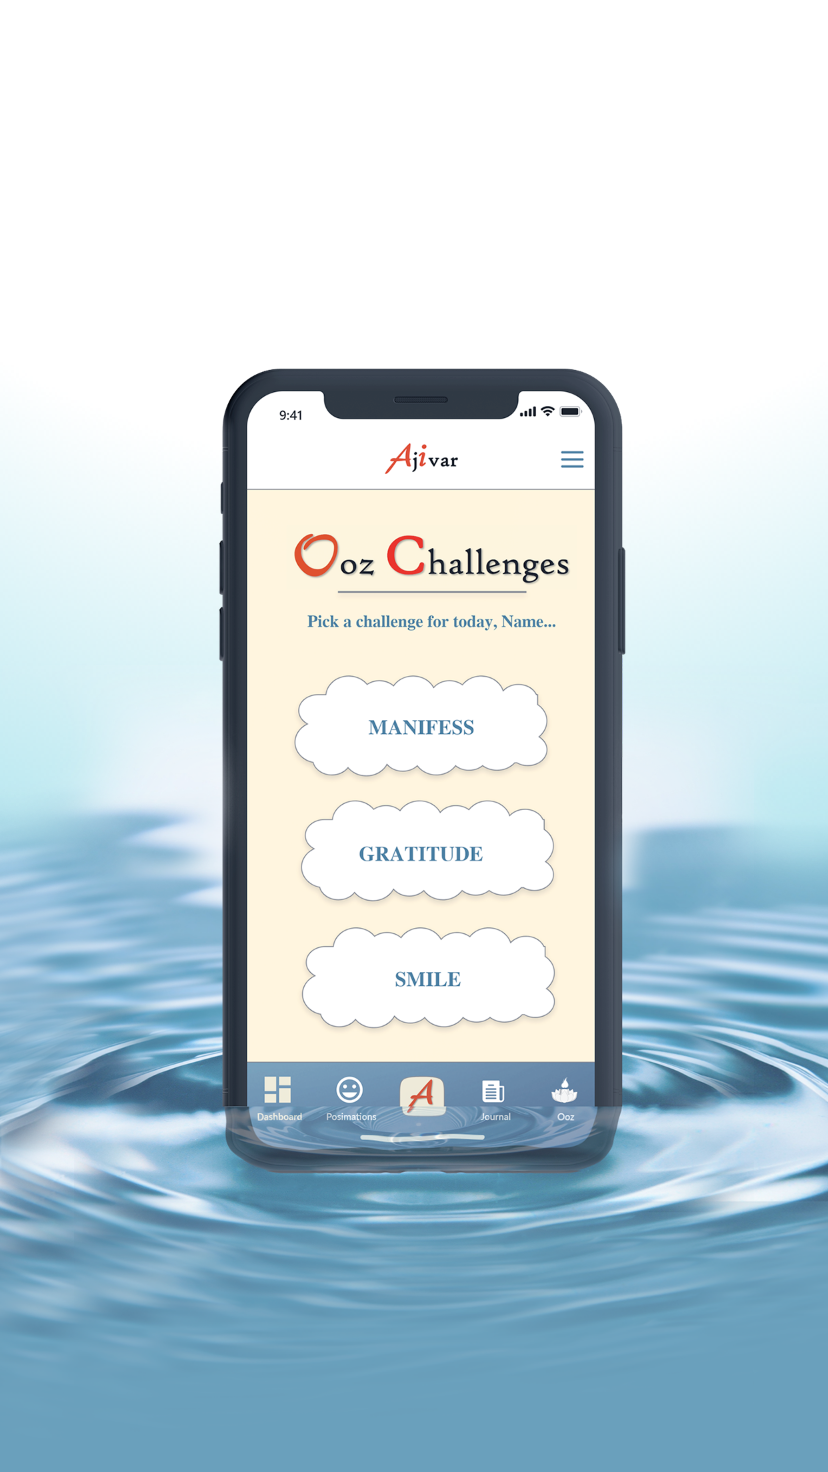 9:41
Ajivar
Ooz Challenges
Pick a challenge for today, Name...
MANIFESS
GRATITUDE
SMILE
A
Dashboard Posimations Journal Ooz